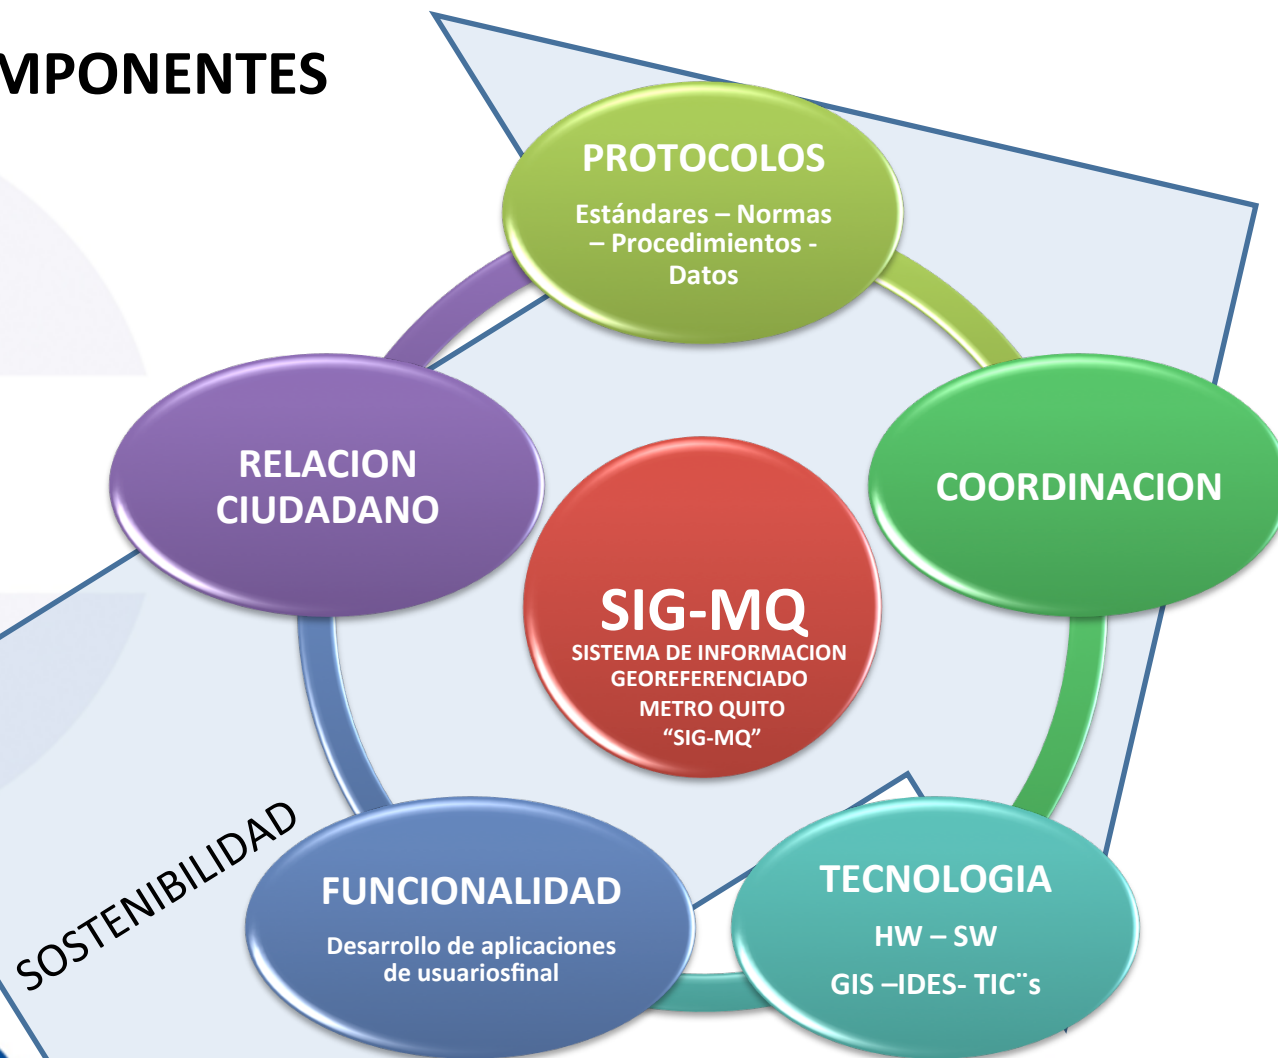 MPONENTES
PROTOCOLOS
Estándares – Normas
– Procedimientos -
Datos
RELACION
CIUDADANO
COORDINACION
SIG-MQ
SISTEMA DE INFORMACION
GEOREFERENCIADO
METRO QUITO
“SIG-MQ”
SOSTENIBILIDAD
FUNCIONALIDAD
Desarrollo de aplicaciones
de usuariosfinal
TECNOLOGIA
HW – SW
GIS –IDES- TIC¨s